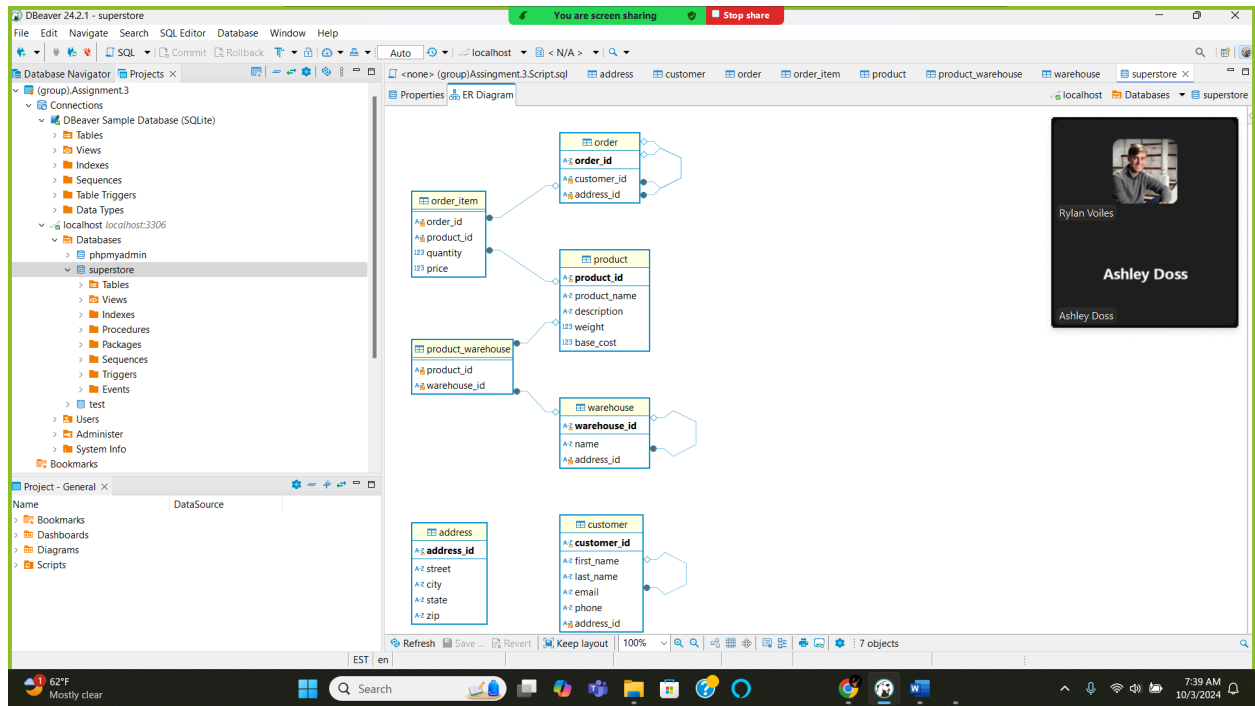 DBeaver 24.2.1 - superstore
You are screen sharing
Stop share
File Edit Navigate Search SQL Editor Database Window Help
SQL Commit Rollback Auto localhost < N/A >
Database Navigator Projects
<none> (group)Assingment.3.Script.sql address customer order order_item product product_warehouse warehouse superstore
Properties ER Diagram
localhost Databases superstore
(group).Assignment.3
Connections
DBeaver Sample Database (SQLite)
Tables
Views
Indexes
Sequences
Table Triggers
Data Types
localhost localhost:3306
Databases
phpmyadmin
superstore
Tables
Views
Indexes
Procedures
Packages
Sequences
Triggers
Events
test
Users
Administer
System Info
Bookmarks
Project - General
Name DataSource
Bookmarks
Dashboards
Diagrams
Scripts
order
A-Z order_id
A-Z customer_id
A-Z address_id
order_item
A-Z order_id
A-Z product_id
123 quantity
123 price
product
A-Z product_id
A-Z product_name
A-Z description
123 weight
123 base_cost
product_warehouse
A-Z product_id
A-Z warehouse_id
warehouse
A-Z warehouse_id
A-Z name
A-Z address_id
address
A-Z address_id
A-Z street
A-Z city
A-Z state
A-Z zip
customer
A-Z customer_id
A-Z first_name
A-Z last_name
A-Z email
A-Z phone
A-Z address_id
Rylan Voiles
Ashley Doss
Ashley Doss
Refresh Save ... Revert Keep layout 100% 7 objects
EST en
1
62°F
Mostly clear
Search
7:39 AM
10/3/2024